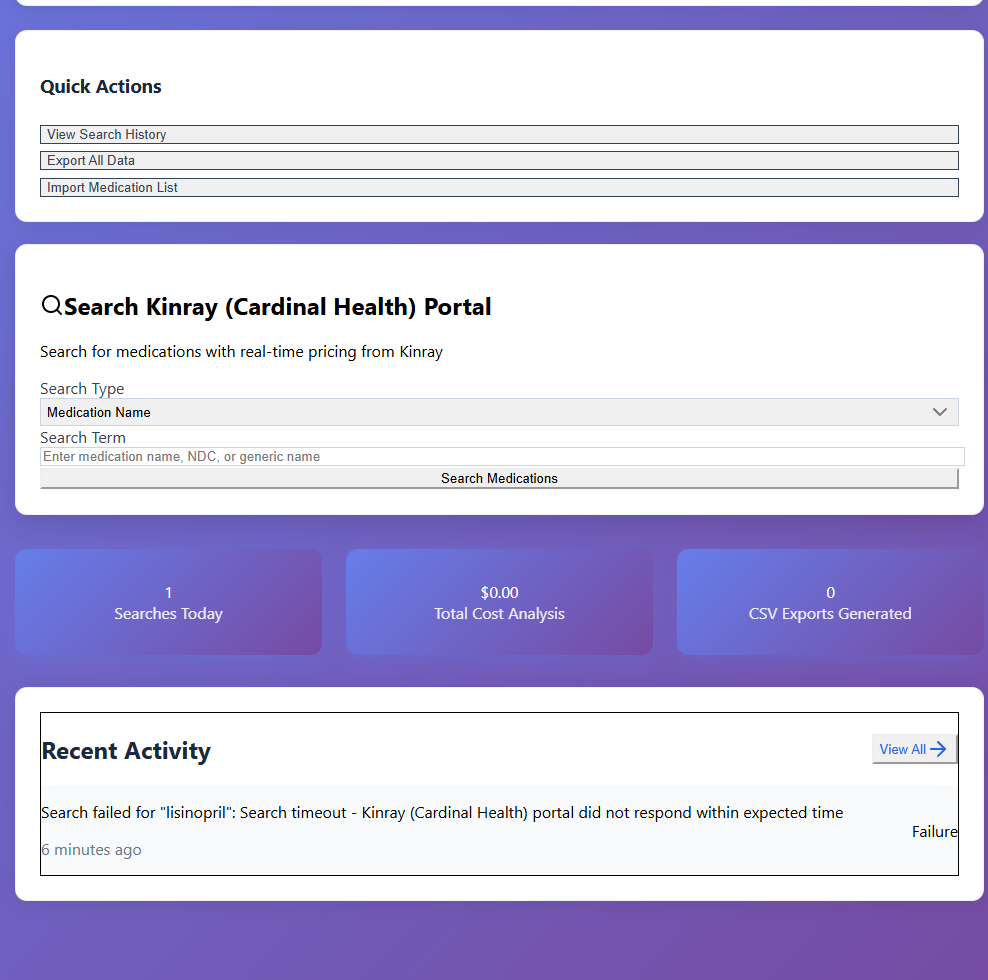 Quick Actions
View Search History
Export All Data
Import Medication List
Search Kinray (Cardinal Health) Portal
Search for medications with real-time pricing from Kinray
Search Type
Medication Name
Search Term
Enter medication name, NDC, or generic name
Search Medications
1
Searches Today
$0.00
Total Cost Analysis
0
CSV Exports Generated
Recent Activity
View All
Search failed for "lisinopril": Search timeout - Kinray (Cardinal Health) portal did not respond within expected time
Failure
6 minutes ago